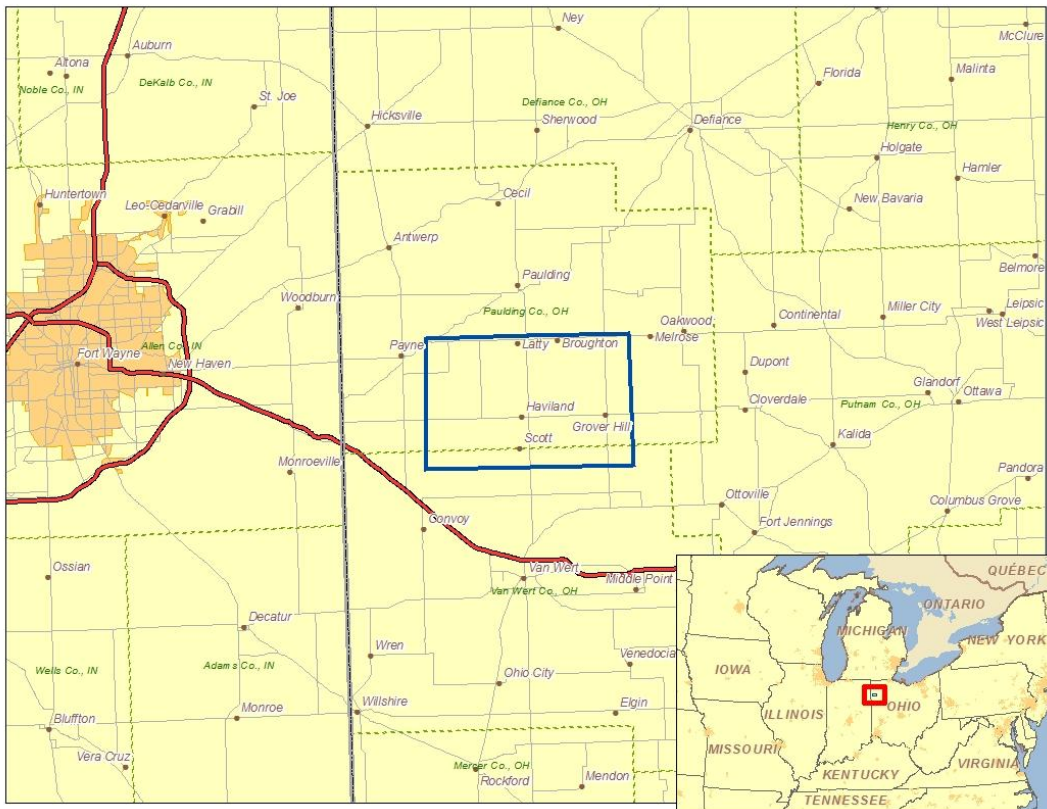 Ney
McClure
Auburn
Altona
Noble Co., IN
DeKalb Co., IN
Florida
Malinta
St. Joe
Hicksville
Defiance Co., OH
Sherwood
Defiance
Henry Co., OH
Holgate
Hamler
Huntertown
Leo-Cedarville
Grabill
Cecil
New Bavaria
Antwerp
Belmore
Paulding
Woodburn
Paulding Co., OH
Continental
Miller City
Leipsic
West Leipsic
Oakwood
Melrose
Payne
Latty
Broughton
Allen Co., IN
Fort Wayne
New Haven
Dupont
Glandorf
Ottawa
Cloverdale
Putnam Co., OH
Haviland
Grover Hill
Scott
Kalida
Monroeville
Pandora
Ottoville
Columbus Grove
Convoy
Fort Jennings
Van Wert
Middle Point
Van Wert Co., OH
Ossian
Decatur
Wren
Venedocia
Wells Co., IN
Adams Co., IN
Ohio City
Willshire
Elgin
Bluffton
Monroe
Vera Cruz
Mercer Co., OH
Rockford
Mendon
QUÉBEC
ONTARIO
MICHIGAN
NEW YORK
IOWA
ILLINOIS
OHIO
MISSOURI
VIRGINIA
KENTUCKY
TENNESSEE